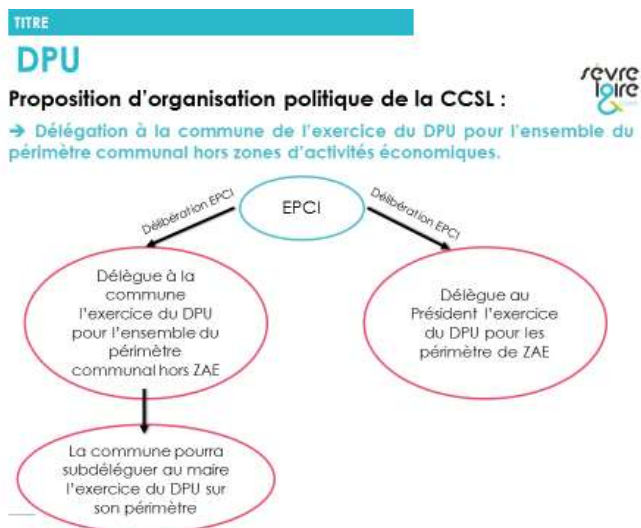 TITRE
DPU
sèvre
loire
Proposition d'organisation politique de la CCSL :
→ Délégation à la commune de l'exercice du DPU pour l'ensemble du
périmètre communal hors zones d'activités économiques.
Délibération EPCI
EPCI
Délibération EPCI
Délègue à la
commune
l'exercice du DPU
pour l'ensemble du
périmètre
communal hors ZAE
Délègue au
Président l'exercice
du DPU pour les
périmètre de ZAE
La commune pourra
subdéléguer au maire
l'exercice du DPU sur
son périmètre